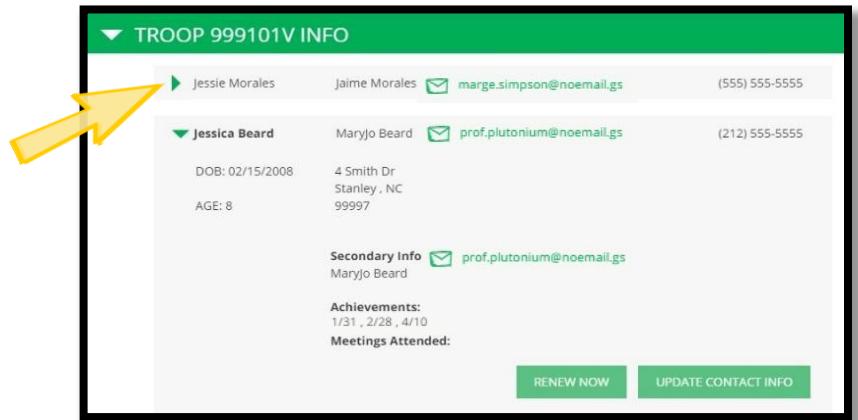 TROOP 999101V INFO
Jessie Morales Jaime Morales marge.simpson@noemail.gs (555) 555-5555
Jessica Beard MaryJo Beard prof.plutonium@noemail.gs (212) 555-5555
DOB: 02/15/2008 4 Smith Dr
Stanley , NC
AGE: 8 99997
Secondary Info prof.plutonium@noemail.gs
MaryJo Beard
Achievements:
1/31 , 2/28 , 4/10
Meetings Attended:
RENEW NOW UPDATE CONTACT INFO